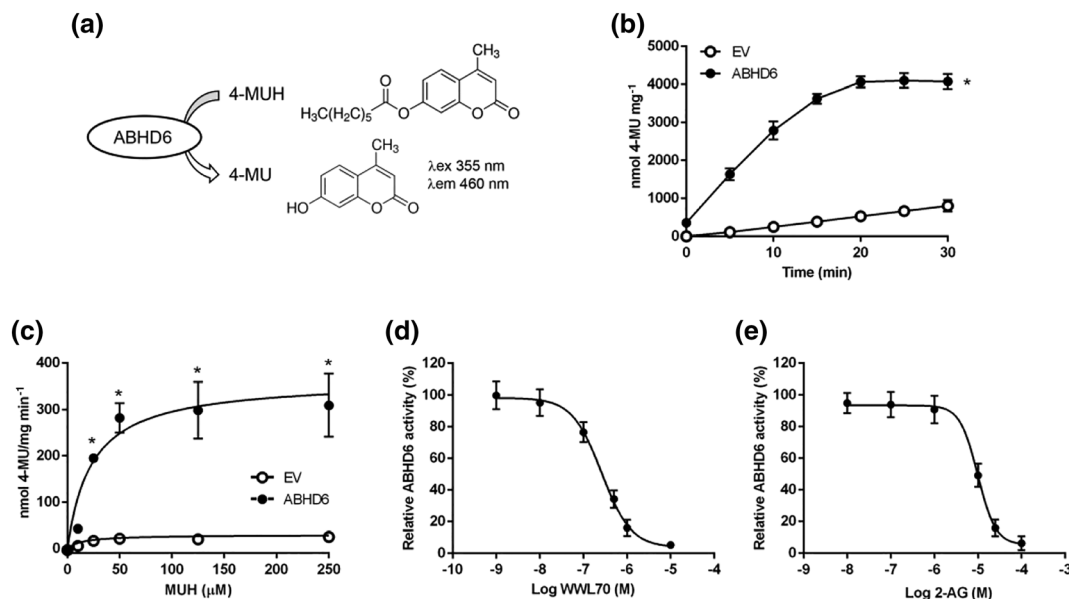 (a)
4-MUH
ABHD6
4-MU
CH₃
H₃C(H₂C)₅
O
O
O
O
CH₃
HO
O
O
λex 355 nm
λem 460 nm
(b)
EV
ABHD6
nmol 4-MU mg⁻¹
5000
4000
3000
2000
1000
0
*
0 10 20 30
Time (min)
(c)
nmol 4-MU/mg min⁻¹
400
300
200
100
0
* * * *
EV
ABHD6
0 50 100 150 200 250
MUH (μM)
(d)
Relative ABHD6 activity (%)
120
100
80
60
40
20
0
-10 -9 -8 -7 -6 -5 -4
Log WWL70 (M)
(e)
Relative ABHD6 activity (%)
120
100
80
60
40
20
0
-9 -8 -7 -6 -5 -4 -3
Log 2-AG (M)